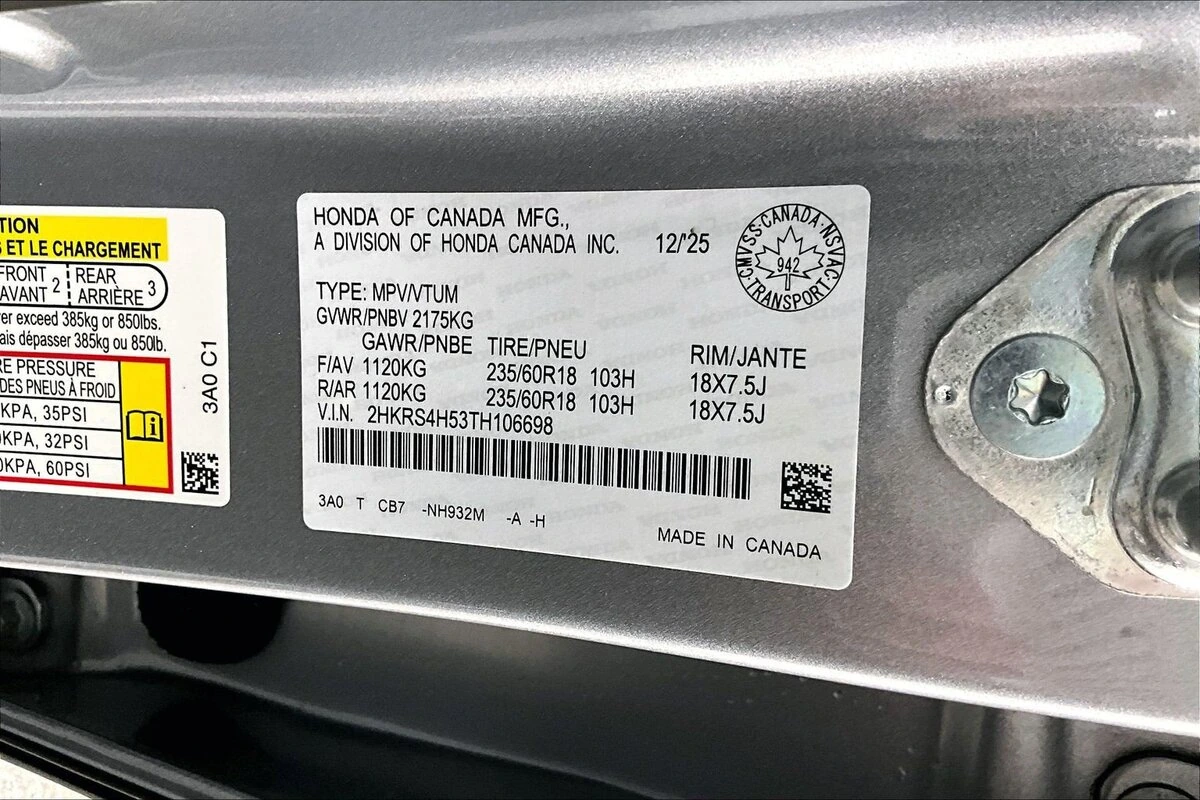 TION
S ET LE CHARGEMENT
FRONT 2 REAR 3
AVANT ARRIÈRE
er exceed 385kg or 850lbs.
ais dépasser 385kg ou 850lb.
RE PRESSURE
DES PNEUS À FROID
KPA, 35PSI
0KPA, 32PSI
0KPA, 60PSI
3A0 C1
HONDA OF CANADA MFG.,
A DIVISION OF HONDA CANADA INC. 12/'25
CMVSS·CANADA·NSVAC·TRANSPORT·
942
TYPE: MPV/VTUM
GVWR/PNBV 2175KG
GAWR/PNBE TIRE/PNEU RIM/JANTE
F/AV 1120KG 235/60R18 103H 18X7.5J
R/AR 1120KG 235/60R18 103H 18X7.5J
V.I.N. 2HKRS4H53TH106698
3A0 T CB7 -NH932M -A -H
MADE IN CANADA